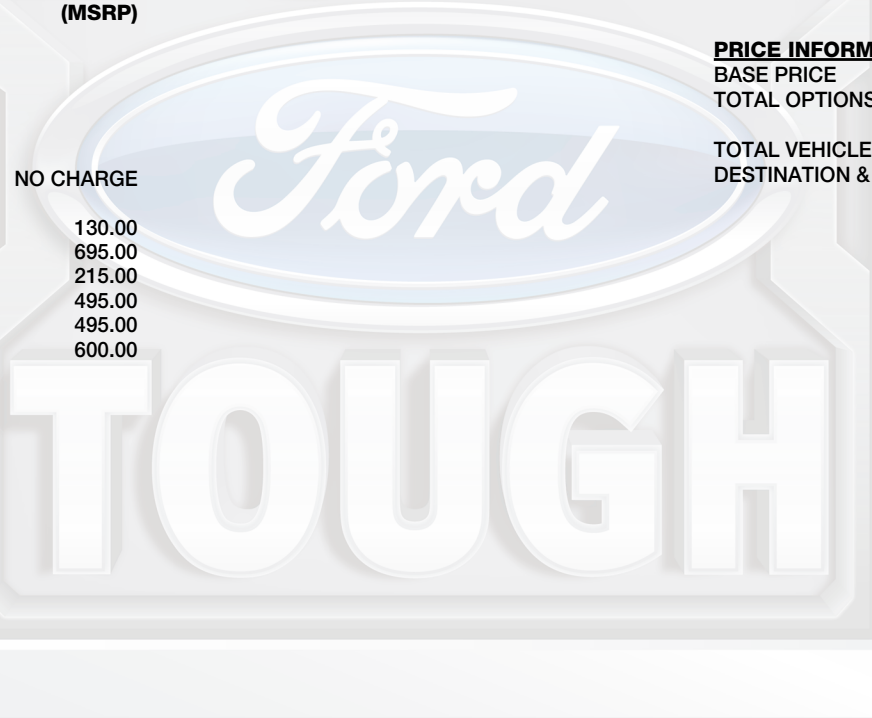 (MSRP)
NO CHARGE
130.00
695.00
215.00
495.00
495.00
600.00
PRICE INFORM
BASE PRICE
TOTAL OPTIONS
TOTAL VEHICLE
DESTINATION &
Ford
TOUGH